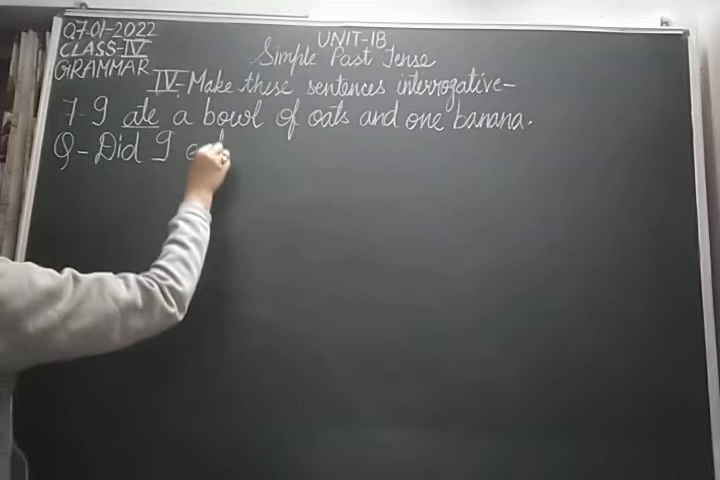 07-01-2022
UNIT-1B
CLASS-IV
Simple Past Tense
GRAMMAR
IV. Make these sentences interrogative-
7. I ate a bowl of oats and one banana.
Q- Did I